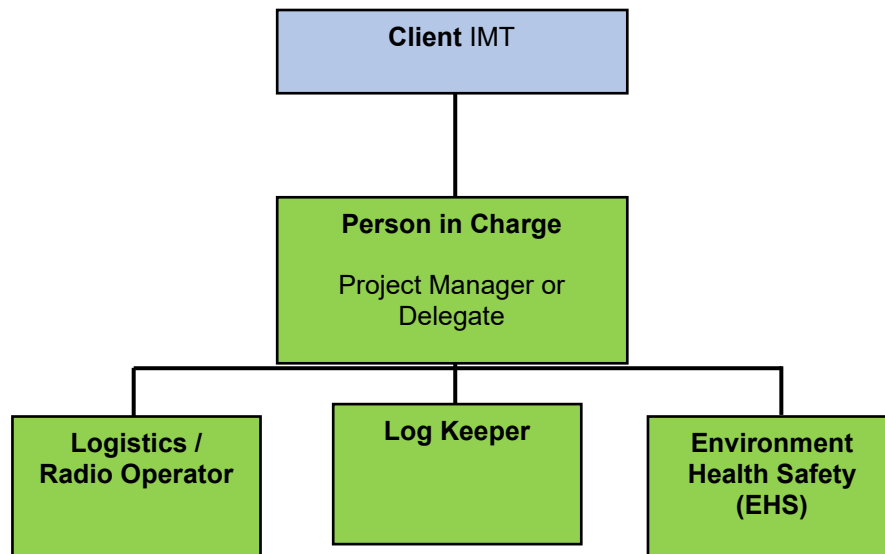 Client IMT
Person in Charge
Project Manager or
Delegate
Logistics /
Radio Operator
Log Keeper
Environment
Health Safety
(EHS)